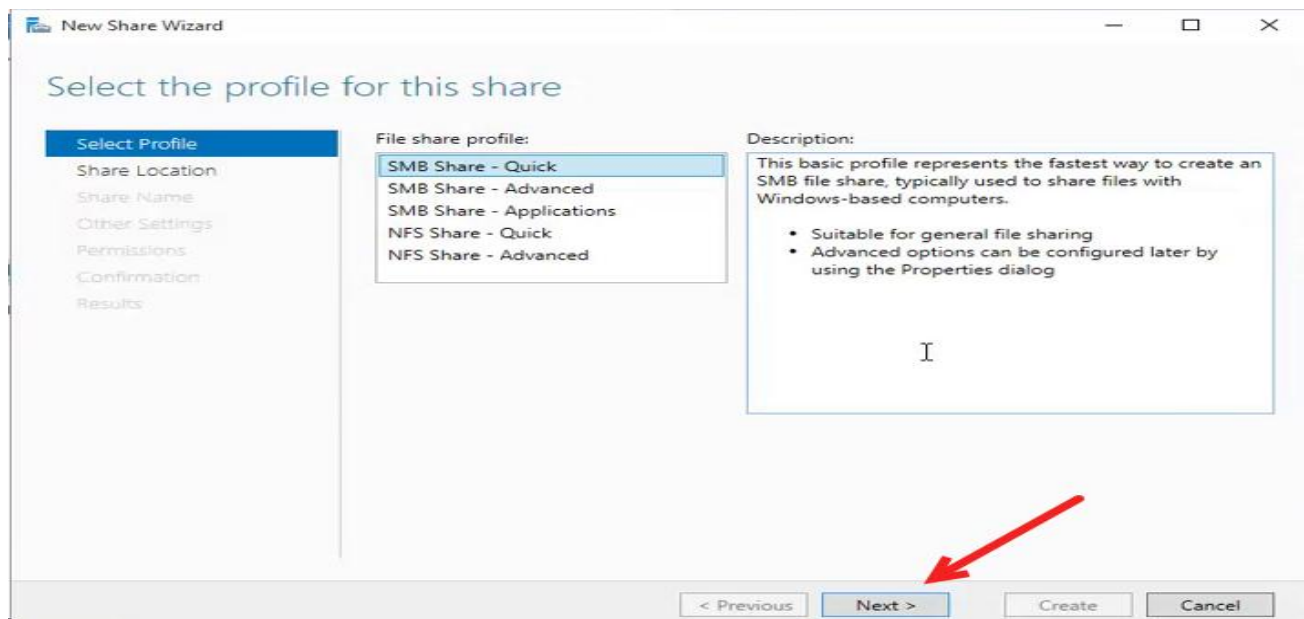 New Share Wizard
Select the profile for this share
Select Profile
Share Location
Share Name
Other Settings
Permissions
Confirmation
Results
File share profile:
SMB Share - Quick
SMB Share - Advanced
SMB Share - Applications
NFS Share - Quick
NFS Share - Advanced
Description:
This basic profile represents the fastest way to create an
SMB file share, typically used to share files with
Windows-based computers.
• Suitable for general file sharing
• Advanced options can be configured later by
using the Properties dialog
< Previous
Next >
Create
Cancel